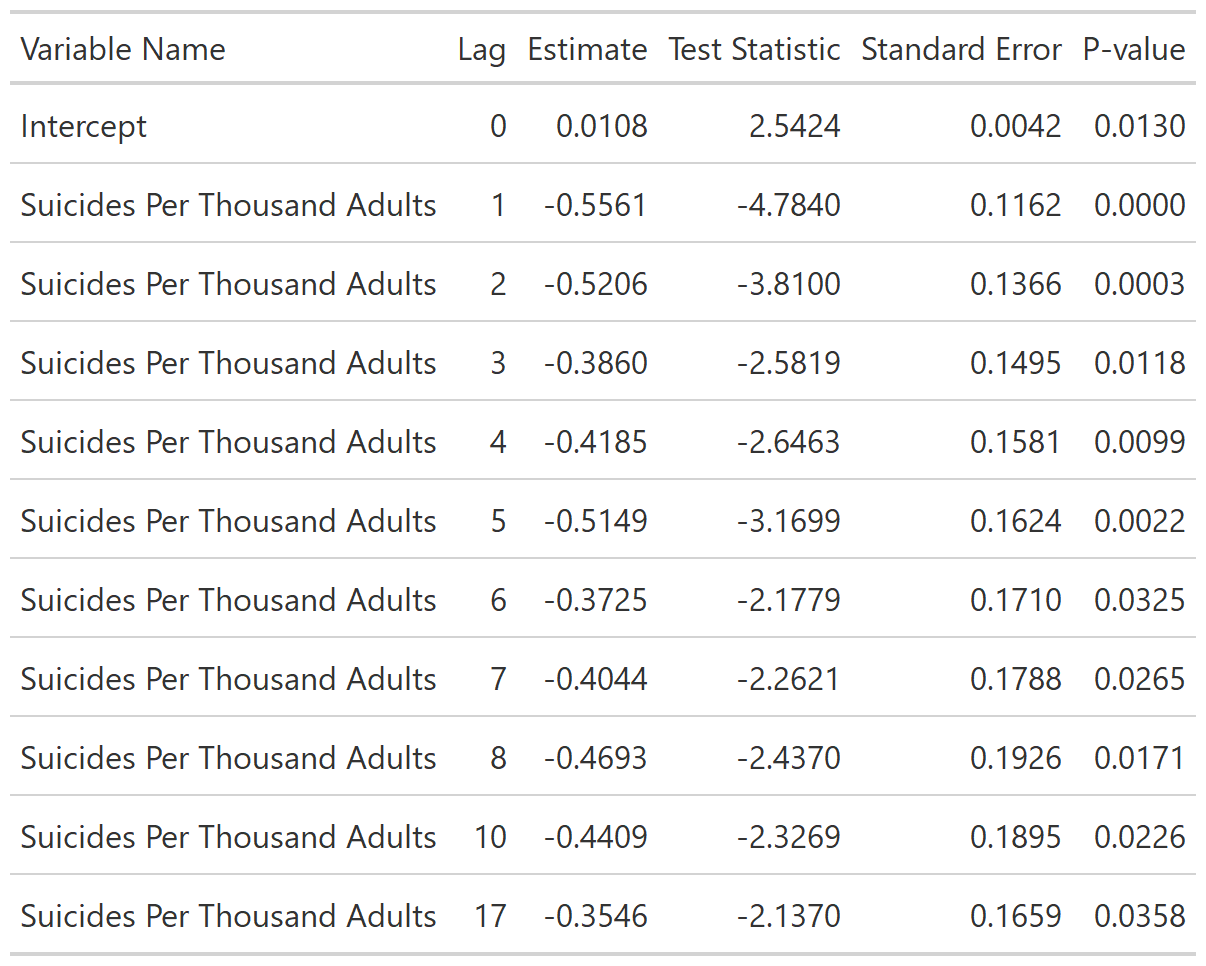 Variable Name Lag Estimate Test Statistic Standard Error P-value
Intercept 0 0.0108 2.5424 0.0042 0.0130
Suicides Per Thousand Adults 1 -0.5561 -4.7840 0.1162 0.0000
Suicides Per Thousand Adults 2 -0.5206 -3.8100 0.1366 0.0003
Suicides Per Thousand Adults 3 -0.3860 -2.5819 0.1495 0.0118
Suicides Per Thousand Adults 4 -0.4185 -2.6463 0.1581 0.0099
Suicides Per Thousand Adults 5 -0.5149 -3.1699 0.1624 0.0022
Suicides Per Thousand Adults 6 -0.3725 -2.1779 0.1710 0.0325
Suicides Per Thousand Adults 7 -0.4044 -2.2621 0.1788 0.0265
Suicides Per Thousand Adults 8 -0.4693 -2.4370 0.1926 0.0171
Suicides Per Thousand Adults 10 -0.4409 -2.3269 0.1895 0.0226
Suicides Per Thousand Adults 17 -0.3546 -2.1370 0.1659 0.0358